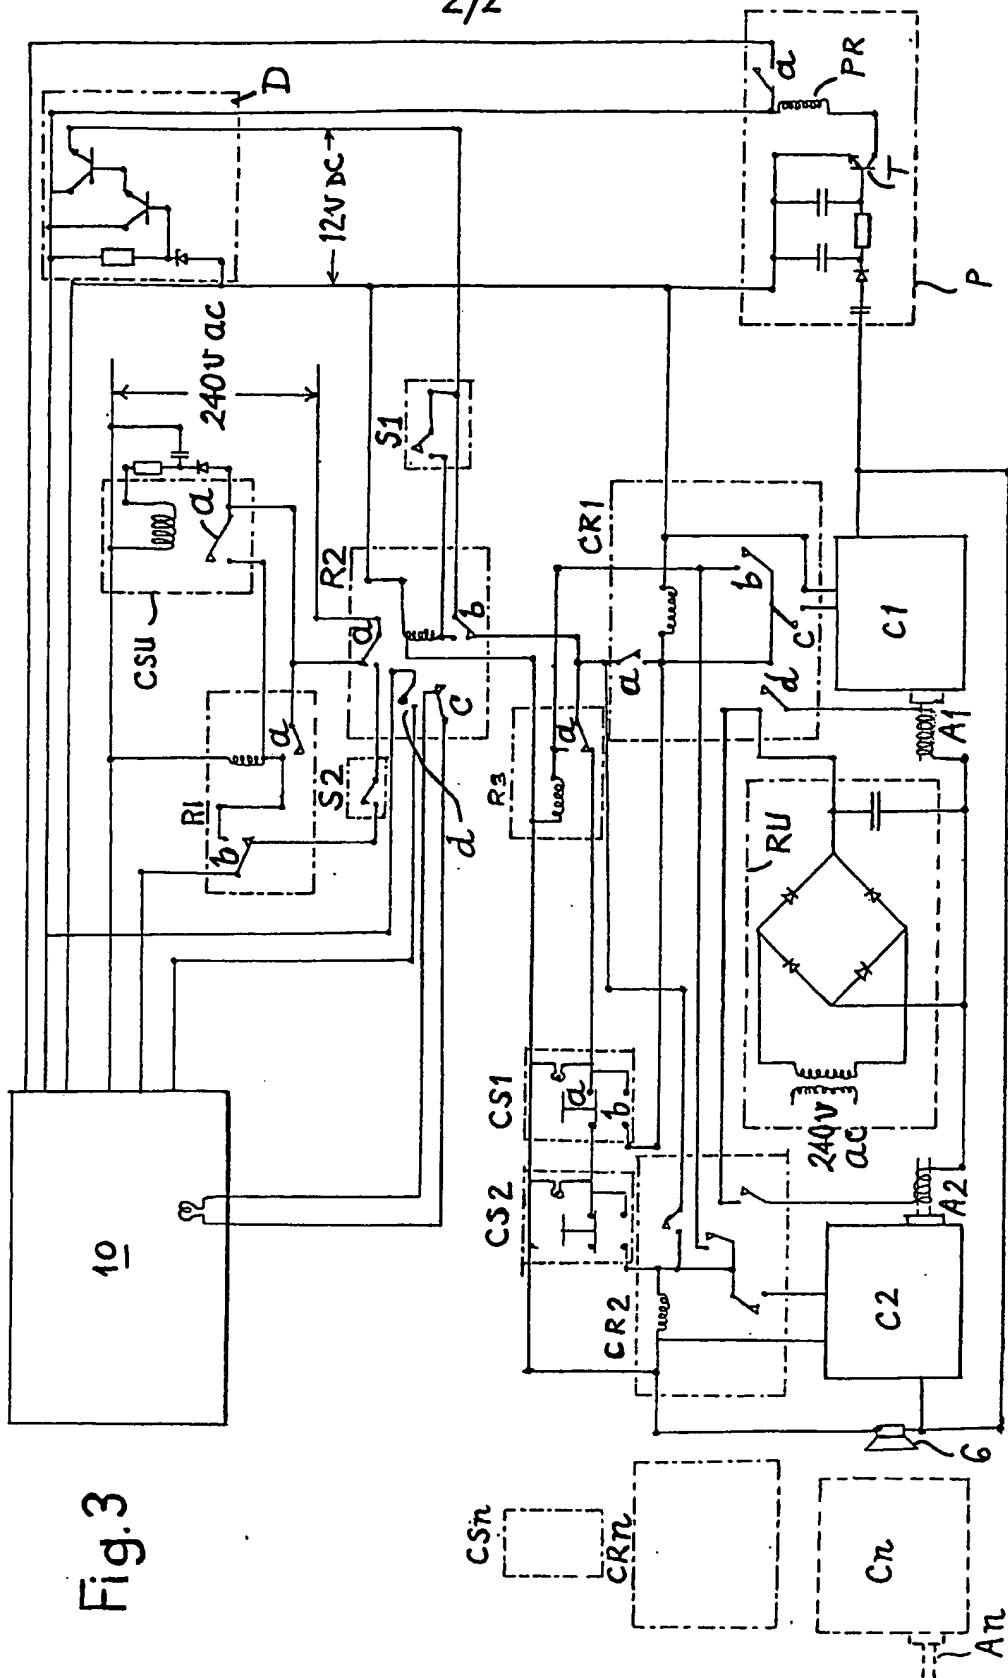 2/2
D
a
PR
T
P
12V DC
240V ac
CSU
a
S1
R2
a
b
c
d
R1
a
b
S2
R3
a
CR1
a
b
c
d
C1
A1
RU
240V
ac
CS1
a
b
CS2
CR2
C2
A2
6
10
CSn
CRn
Cn
An
Fig.3